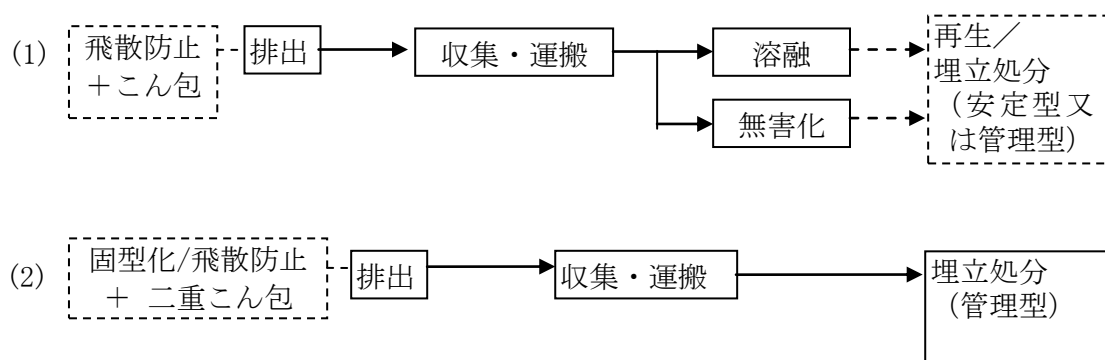 (1)
飛散防止
＋こん包
排出
収集・運搬
溶融
無害化
再生／
埋立処分
（安定型又
は管理型）
(2)
固型化/飛散防止
＋ 二重こん包
排出
収集・運搬
埋立処分
（管理型）